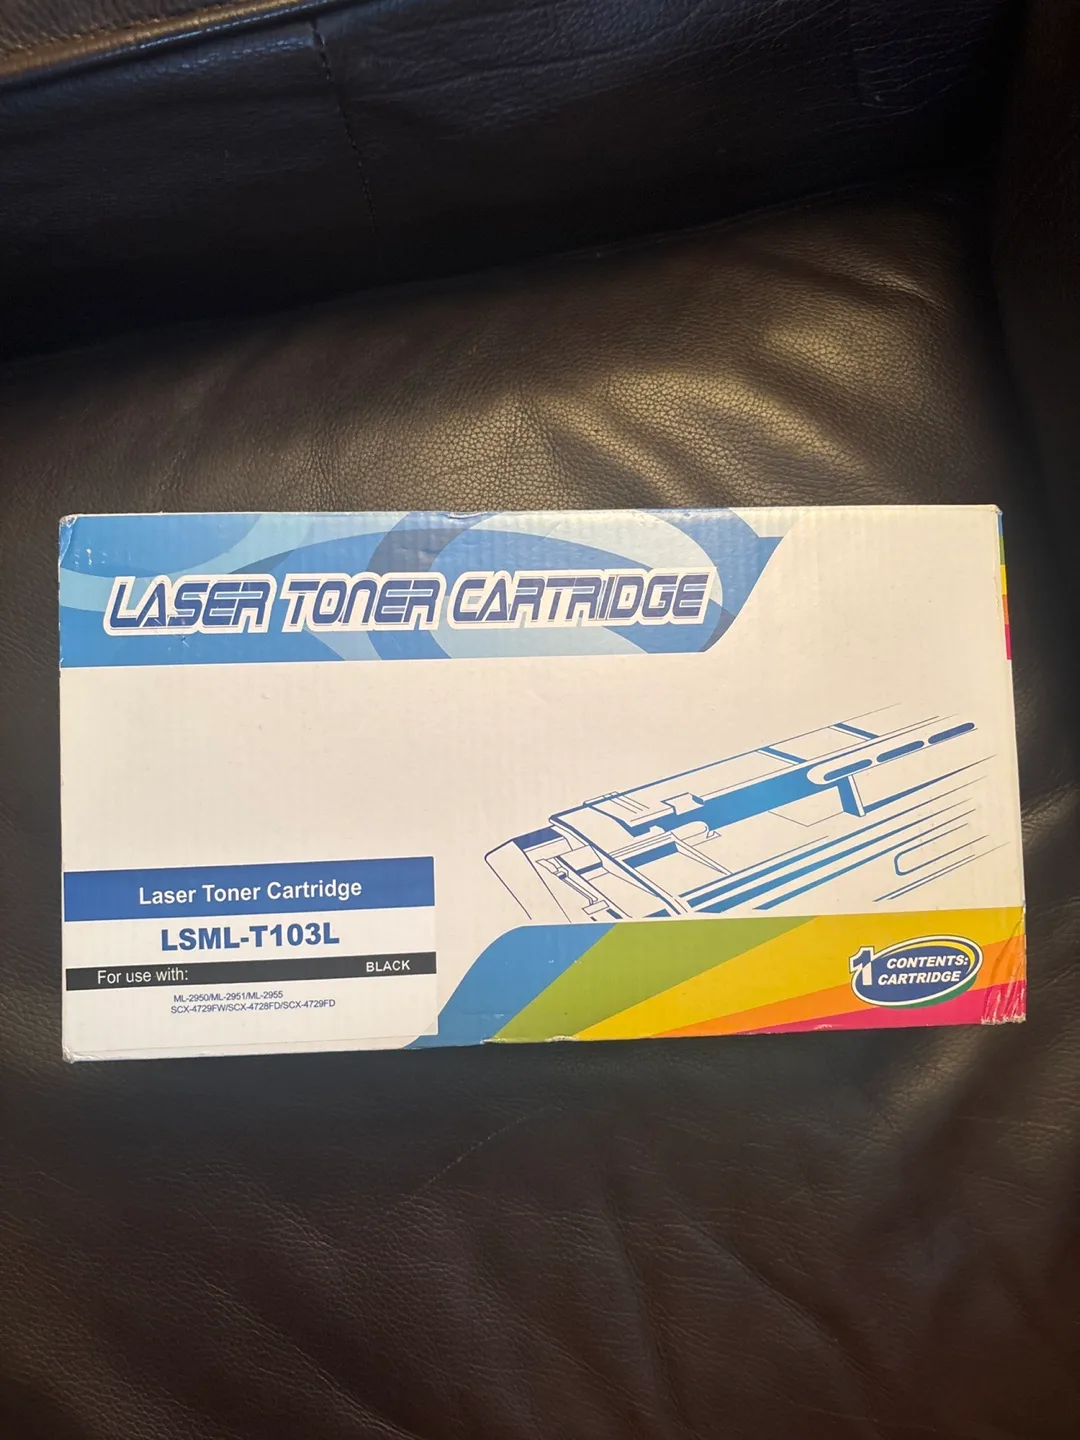 LASER TONER CARTRIDGE
Laser Toner Cartridge
LSML-T103L
For use with:
BLACK
ML-2950/ML-2951/ML-2955
SCX-4729FW/SCX-4728FD/SCX-4729FD
1 CONTENTS:
CARTRIDGE